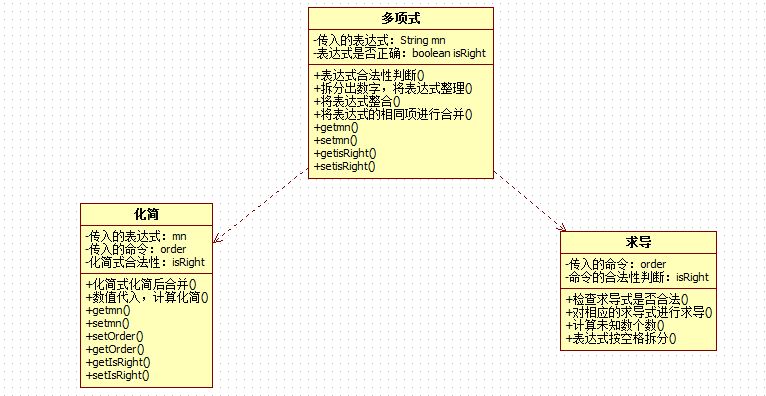 多项式
-传入的表达式：String mn
-表达式是否正确：boolean isRight
+表达式合法性判断()
+拆分出数字，将表达式整理()
+将表达式整合()
+将表达式的相同项进行合并()
+getmn()
+setmn()
+getisRight()
+setisRight()
化简
-传入的表达式：mn
-传入的命令：order
-化简式合法性：isRight
+化简式化简后合并()
+数值代入，计算化简()
+getmn()
+setmn()
+setOrder()
+getOrder()
+getIsRight()
+setIsRight()
求导
-传入的命令：order
-命令的合法性判断：isRight
+检查求导式是否合法()
+对相应的求导式进行求导()
+计算未知数个数()
+表达式按空格拆分()